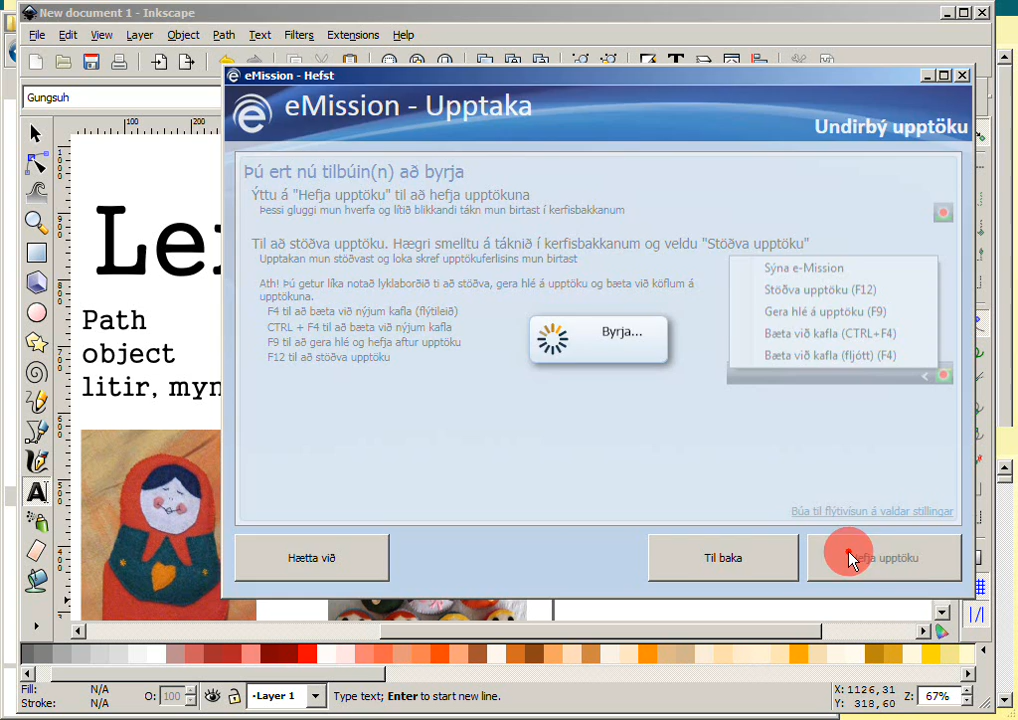 New document 1 - Inkscape
File Edit View Layer Object Path Text Filters Extensions Help
eMission - Hefst
Gungsuh
eMission - Upptaka
Undirbý upptöku
100
200
Þú ert nú tilbúin(n) að byrja
Ýttu á "Hefja upptöku" til að hefja upptökuna
Þessi gluggi mun hverfa og lítið blikkandi tákn mun birtast í kerfisbakkanum
Til að stöðva upptöku. Hægri smelltu á táknið í kerfisbakkanum og veldu "Stöðva upptöku"
Upptakan mun stöðvast og loka skref upptökuferlisins mun birtast
Ath! Þú getur líka notað lyklaborðið ti að stöðva, gera hlé á upptöku og bæta við köflum á
upptökuna.
F4 til að bæta við nýjum kafla (flýtileið)
CTRL + F4 til að bæta við nýjum kafla
F9 til að gera hlé og hefja aftur upptöku
F12 til að stöðva upptöku
Sýna e-Mission
Stöðva upptöku (F12)
Gera hlé á upptöku (F9)
Bæta við kafla (CTRL+F4)
Bæta við kafla (fljótt) (F4)
Byrja...
Path
object
litir, myn
Búa til flýtivísun á valdar stillingar
Hætta við
Til baka
upptöku
Fill: N/A
Stroke: N/A
O: 100
Layer 1
Type text; Enter to start new line.
X:1126,31
Y: 318,60
Z: 67%